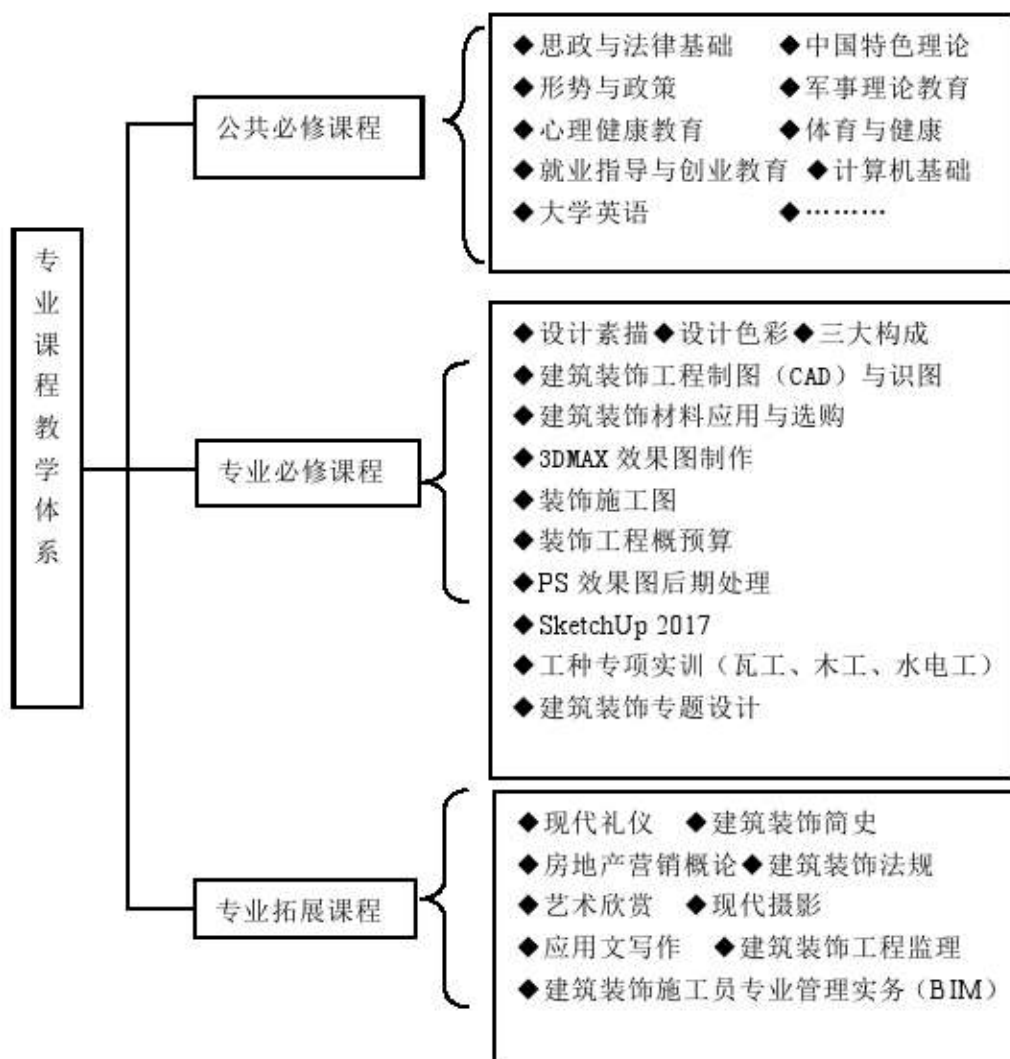 专业课程教学体系
公共必修课程
◆思政与法律基础 ◆中国特色理论
◆形势与政策 ◆军事理论教育
◆心理健康教育 ◆体育与健康
◆就业指导与创业教育 ◆计算机基础
◆大学英语 ◆………
专业必修课程
◆设计素描◆设计色彩◆三大构成
◆建筑装饰工程制图（CAD）与识图
◆建筑装饰材料应用与选购
◆3DMAX 效果图制作
◆装饰施工图
◆装饰工程概预算
◆PS 效果图后期处理
◆SketchUp 2017
◆工种专项实训（瓦工、木工、水电工）
◆建筑装饰专题设计
专业拓展课程
◆现代礼仪 ◆建筑装饰简史
◆房地产营销概论◆建筑装饰法规
◆艺术欣赏 ◆现代摄影
◆应用文写作 ◆建筑装饰工程监理
◆建筑装饰施工员专业管理实务（BIM）